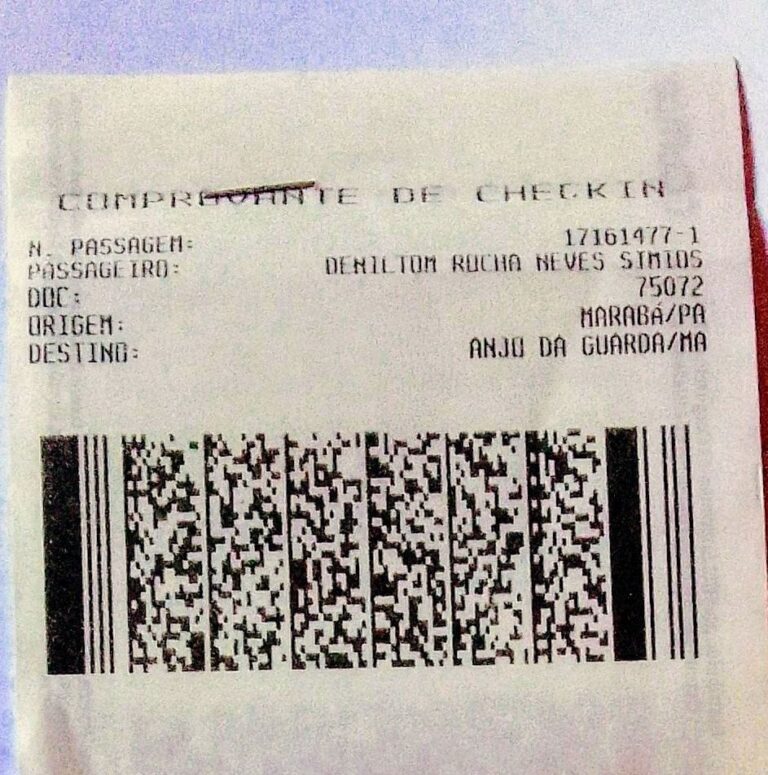 COMPROVANTE DE CHECKIN
N. PASSAGEM: 17161477-1
PASSAGEIRO: DENILTOM ROCHA NEVES SIMIOS
DOC: 75072
ORIGEM: MARABÁ/PA
DESTINO: ANJO DA GUARDA/MA